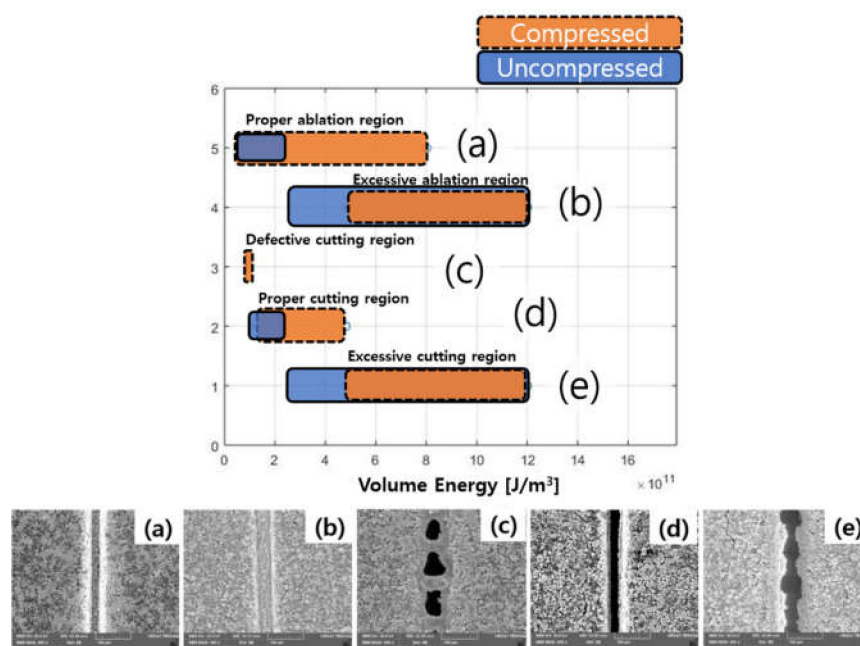 Compressed
Uncompressed
6
Proper ablation region
5
(a)
Excessive ablation region
4
(b)
Defective cutting region
3
(c)
Proper cutting region
2
(d)
Excessive cutting region
1
(e)
0
0 2 4 6 8 10 12 14 16
× 10¹¹
Volume Energy [J/m³]
(a) (b) (c) (d) (e)